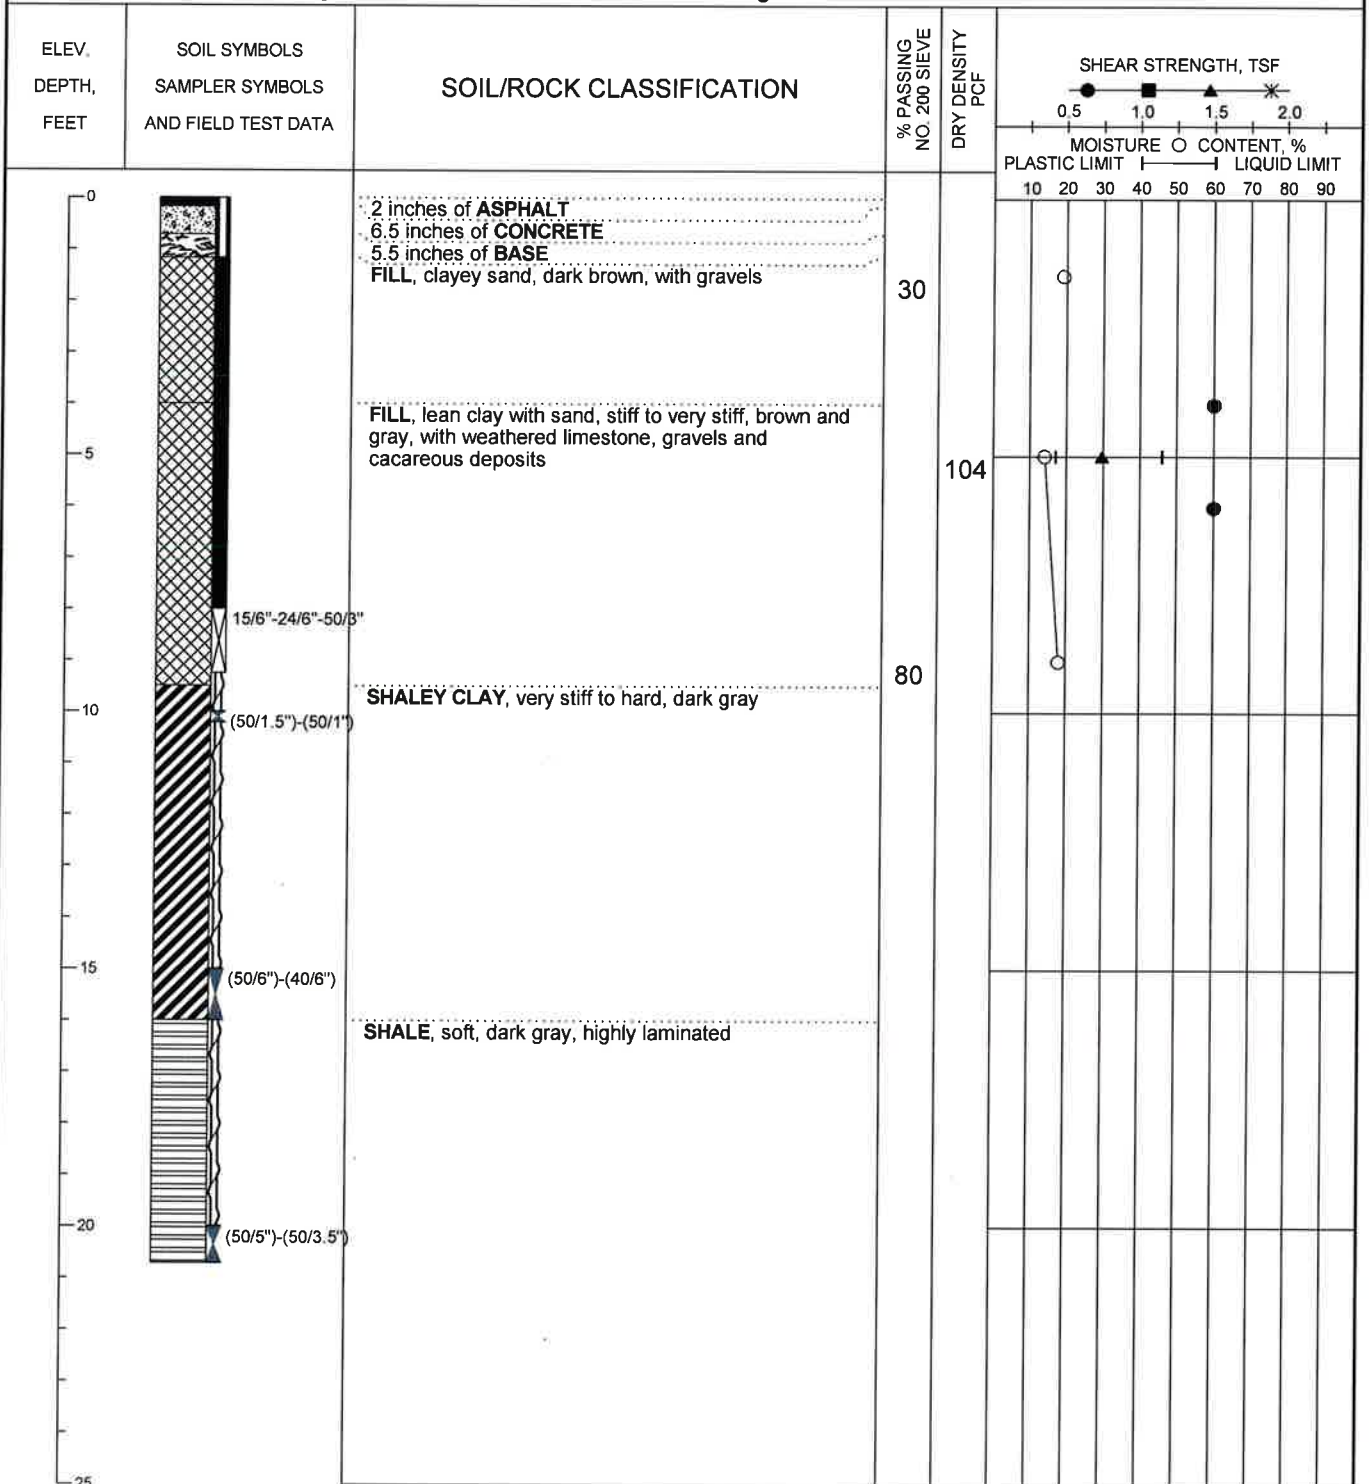 ELEV.
DEPTH,
FEET
SOIL SYMBOLS
SAMPLER SYMBOLS
AND FIELD TEST DATA
SOIL/ROCK CLASSIFICATION
% PASSING
NO. 200 SIEVE
DRY DENSITY
PCF
SHEAR STRENGTH, TSF
0.5 1.0 1.5 2.0
MOISTURE CONTENT, %
PLASTIC LIMIT LIQUID LIMIT
10 20 30 40 50 60 70 80 90
0
2 inches of ASPHALT
6.5 inches of CONCRETE
5.5 inches of BASE
FILL, clayey sand, dark brown, with gravels
30
FILL, lean clay with sand, stiff to very stiff, brown and
gray, with weathered limestone, gravels and
cacareous deposits
5
104
15/6"-24/6"-50/3"
80
SHALEY CLAY, very stiff to hard, dark gray
10
(50/1.5")-(50/1")
15
(50/6")-(40/6")
SHALE, soft, dark gray, highly laminated
20
(50/5")-(50/3.5")
25